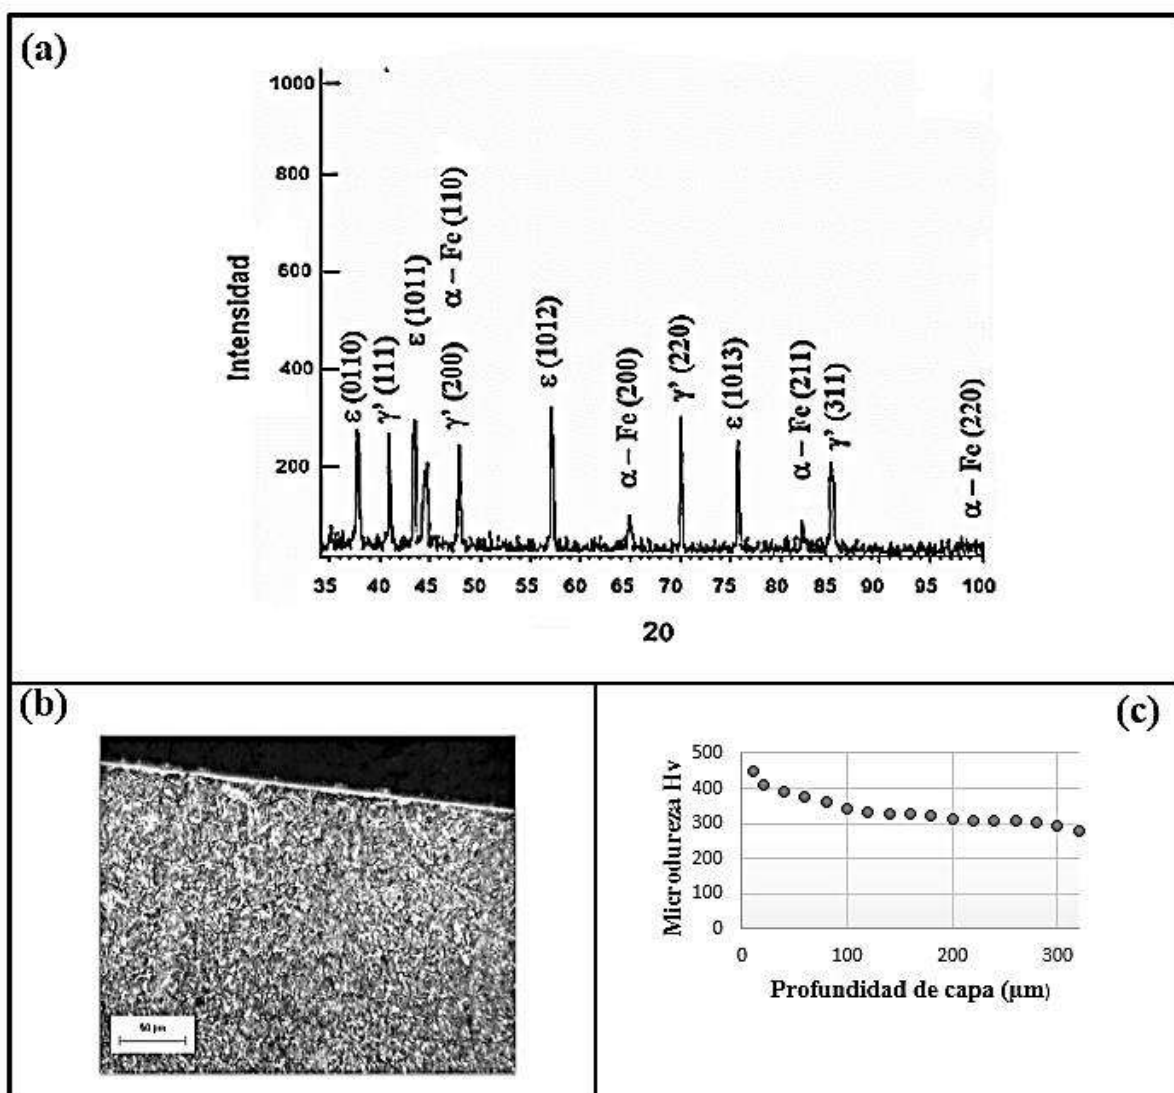 (a)
1000
800
600
400
200
Intensidad
ε (0110)
γ' (111)
ε (1011)
α – Fe (110)
γ' (200)
ε (1012)
α – Fe (200)
γ' (220)
ε (1013)
α – Fe (211)
γ' (311)
α – Fe (220)
35 40 45 50 55 60 65 70 75 80 85 90 95 100
2θ
(b)
(c)
500
400
300
200
100
0
Microdureza Hv
0 100 200 300
Profundidad de capa (μm)